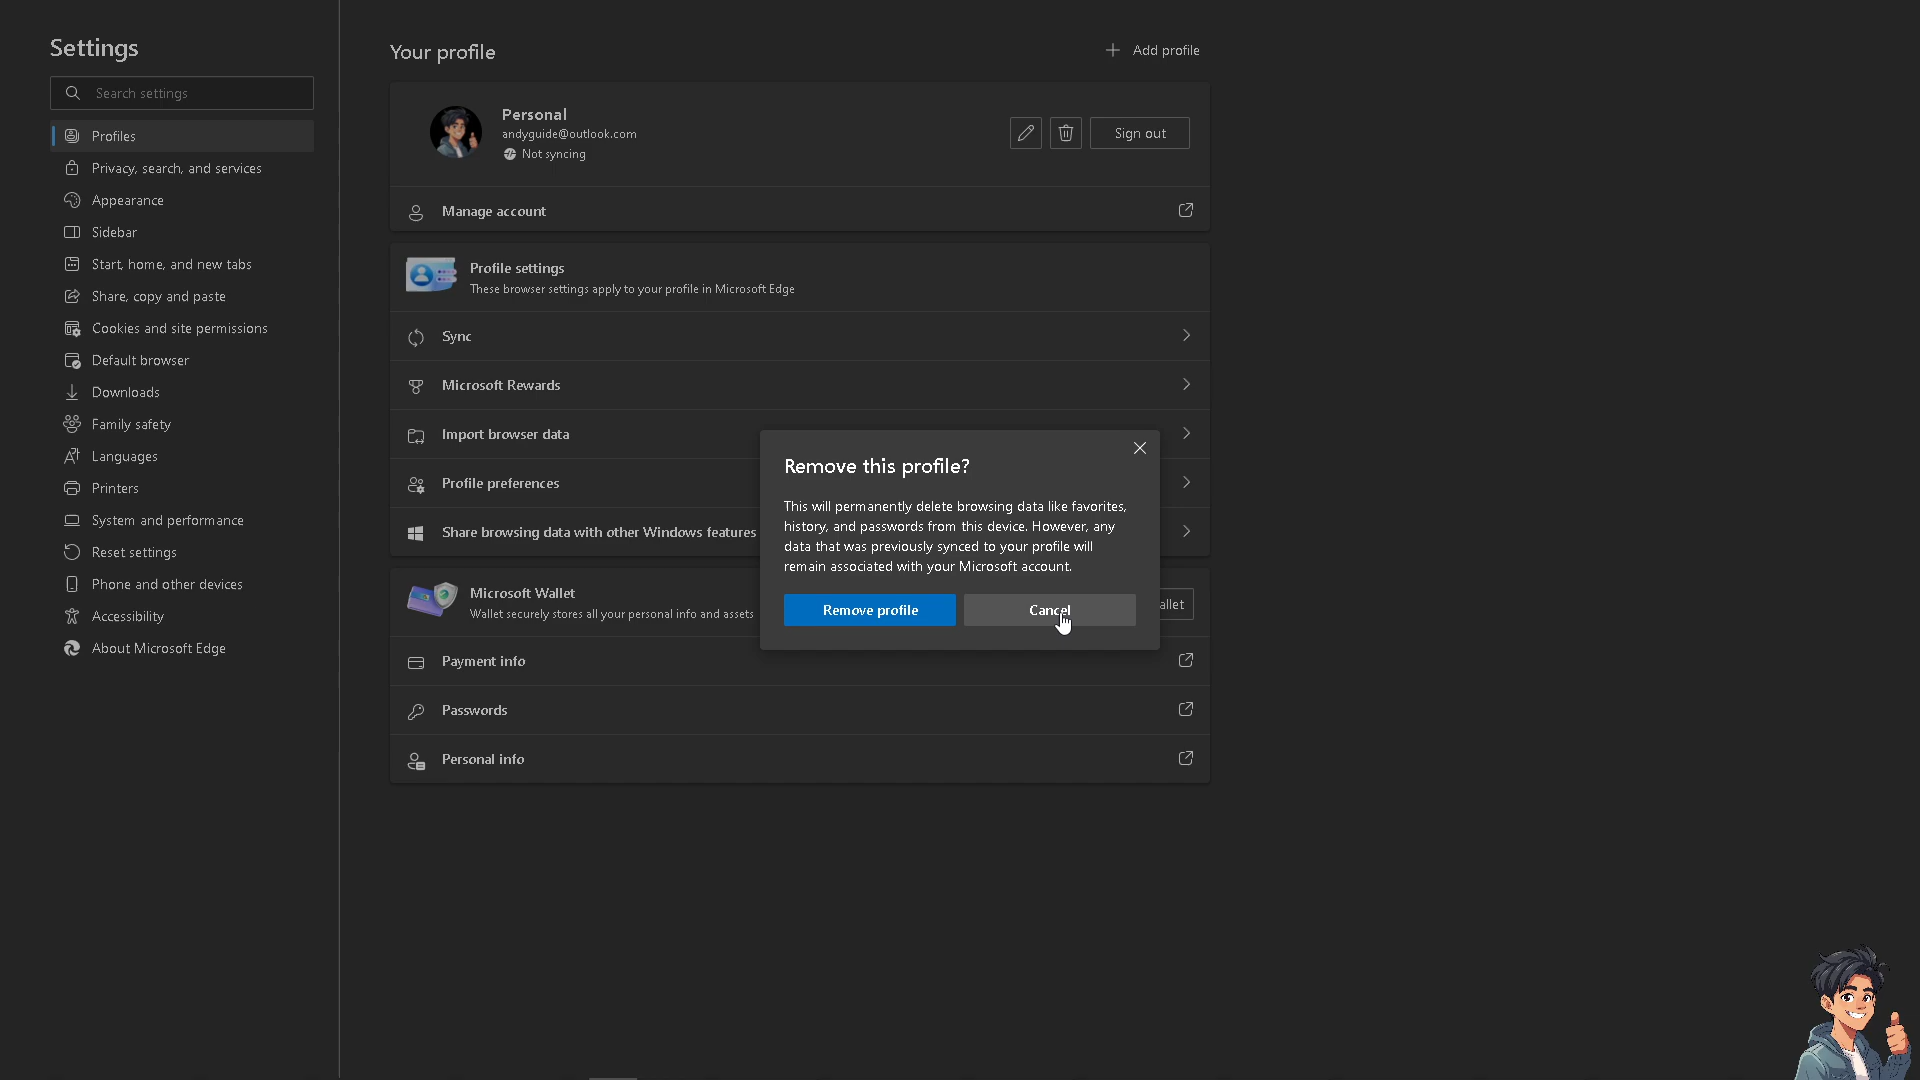 Settings
Search settings
Profiles
Privacy, search, and services
Appearance
Sidebar
Start, home, and new tabs
Share, copy and paste
Cookies and site permissions
Default browser
Downloads
Family safety
Languages
Printers
System and performance
Reset settings
Phone and other devices
Accessibility
About Microsoft Edge
Your profile
Add profile
Personal
andyguide@outlook.com
Not syncing
Sign out
Manage account
Profile settings
These browser settings apply to your profile in Microsoft Edge
Sync
Microsoft Rewards
Import browser data
Profile preferences
Share browsing data with other Windows features
Microsoft Wallet
Wallet securely stores all your personal info and assets
allet
Payment info
Passwords
Personal info
Remove this profile?
This will permanently delete browsing data like favorites,
history, and passwords from this device. However, any
data that was previously synced to your profile will
remain associated with your Microsoft account.
Remove profile
Cancel